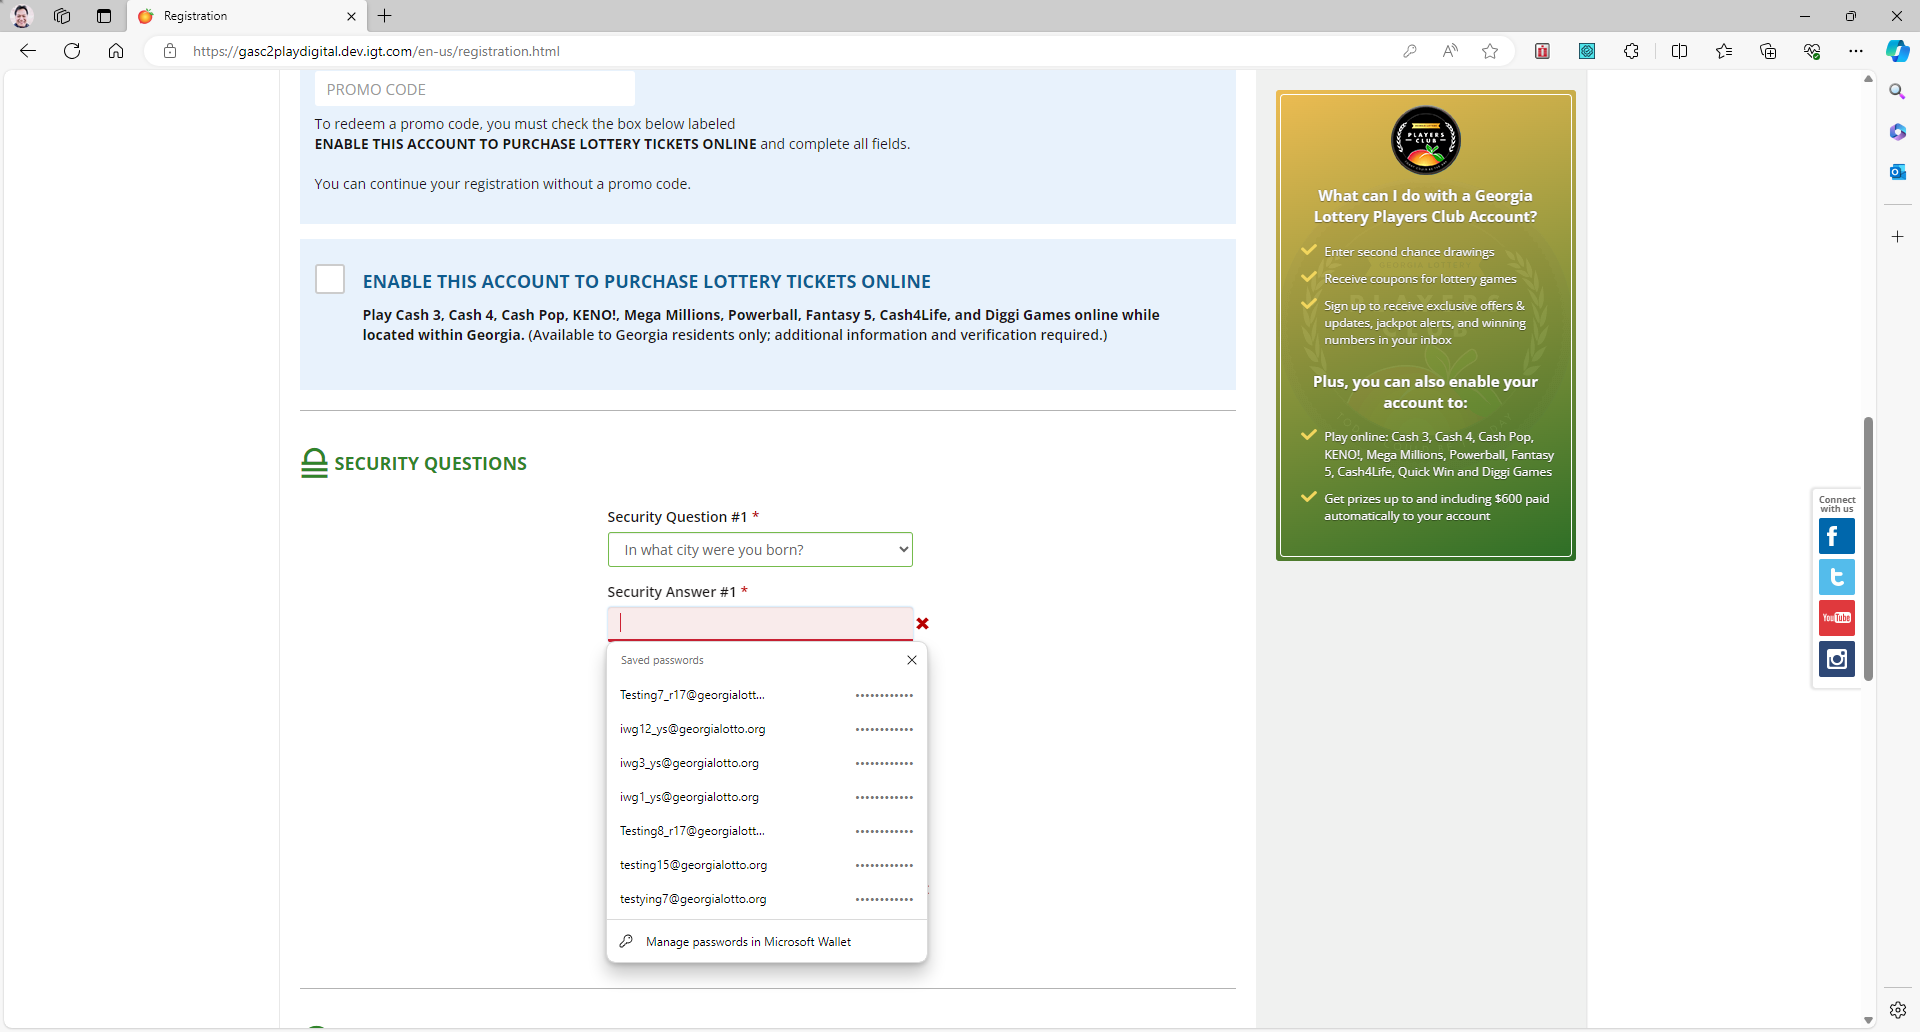 Registration
https://gasc2playdigital.dev.igt.com/en-us/registration.html
PROMO CODE
To redeem a promo code, you must check the box below labeled
ENABLE THIS ACCOUNT TO PURCHASE LOTTERY TICKETS ONLINE and complete all fields.
You can continue your registration without a promo code.
ENABLE THIS ACCOUNT TO PURCHASE LOTTERY TICKETS ONLINE
Play Cash 3, Cash 4, Cash Pop, KENO!, Mega Millions, Powerball, Fantasy 5, Cash4Life, and Diggi Games online while
located within Georgia. (Available to Georgia residents only; additional information and verification required.)
SECURITY QUESTIONS
Security Question #1 *
In what city were you born?
Security Answer #1 *
Saved passwords
Testing7_r17@georgialott... ••••••••••••
iwg12_ys@georgialotto.org ••••••••••••
iwg3_ys@georgialotto.org ••••••••••••
iwg1_ys@georgialotto.org ••••••••••••
Testing8_r17@georgialott... ••••••••••••
testing15@georgialotto.org ••••••••••••
testying7@georgialotto.org ••••••••••••
Manage passwords in Microsoft Wallet
PLAYERS
CLUB
What can I do with a Georgia
Lottery Players Club Account?
Enter second chance drawings
Receive coupons for lottery games
Sign up to receive exclusive offers &
updates, jackpot alerts, and winning
numbers in your inbox
Plus, you can also enable your
account to:
Play online: Cash 3, Cash 4, Cash Pop,
KENO!, Mega Millions, Powerball, Fantasy
5, Cash4Life, Quick Win and Diggi Games
Get prizes up to and including $600 paid
automatically to your account
Connect
with us
YouTube